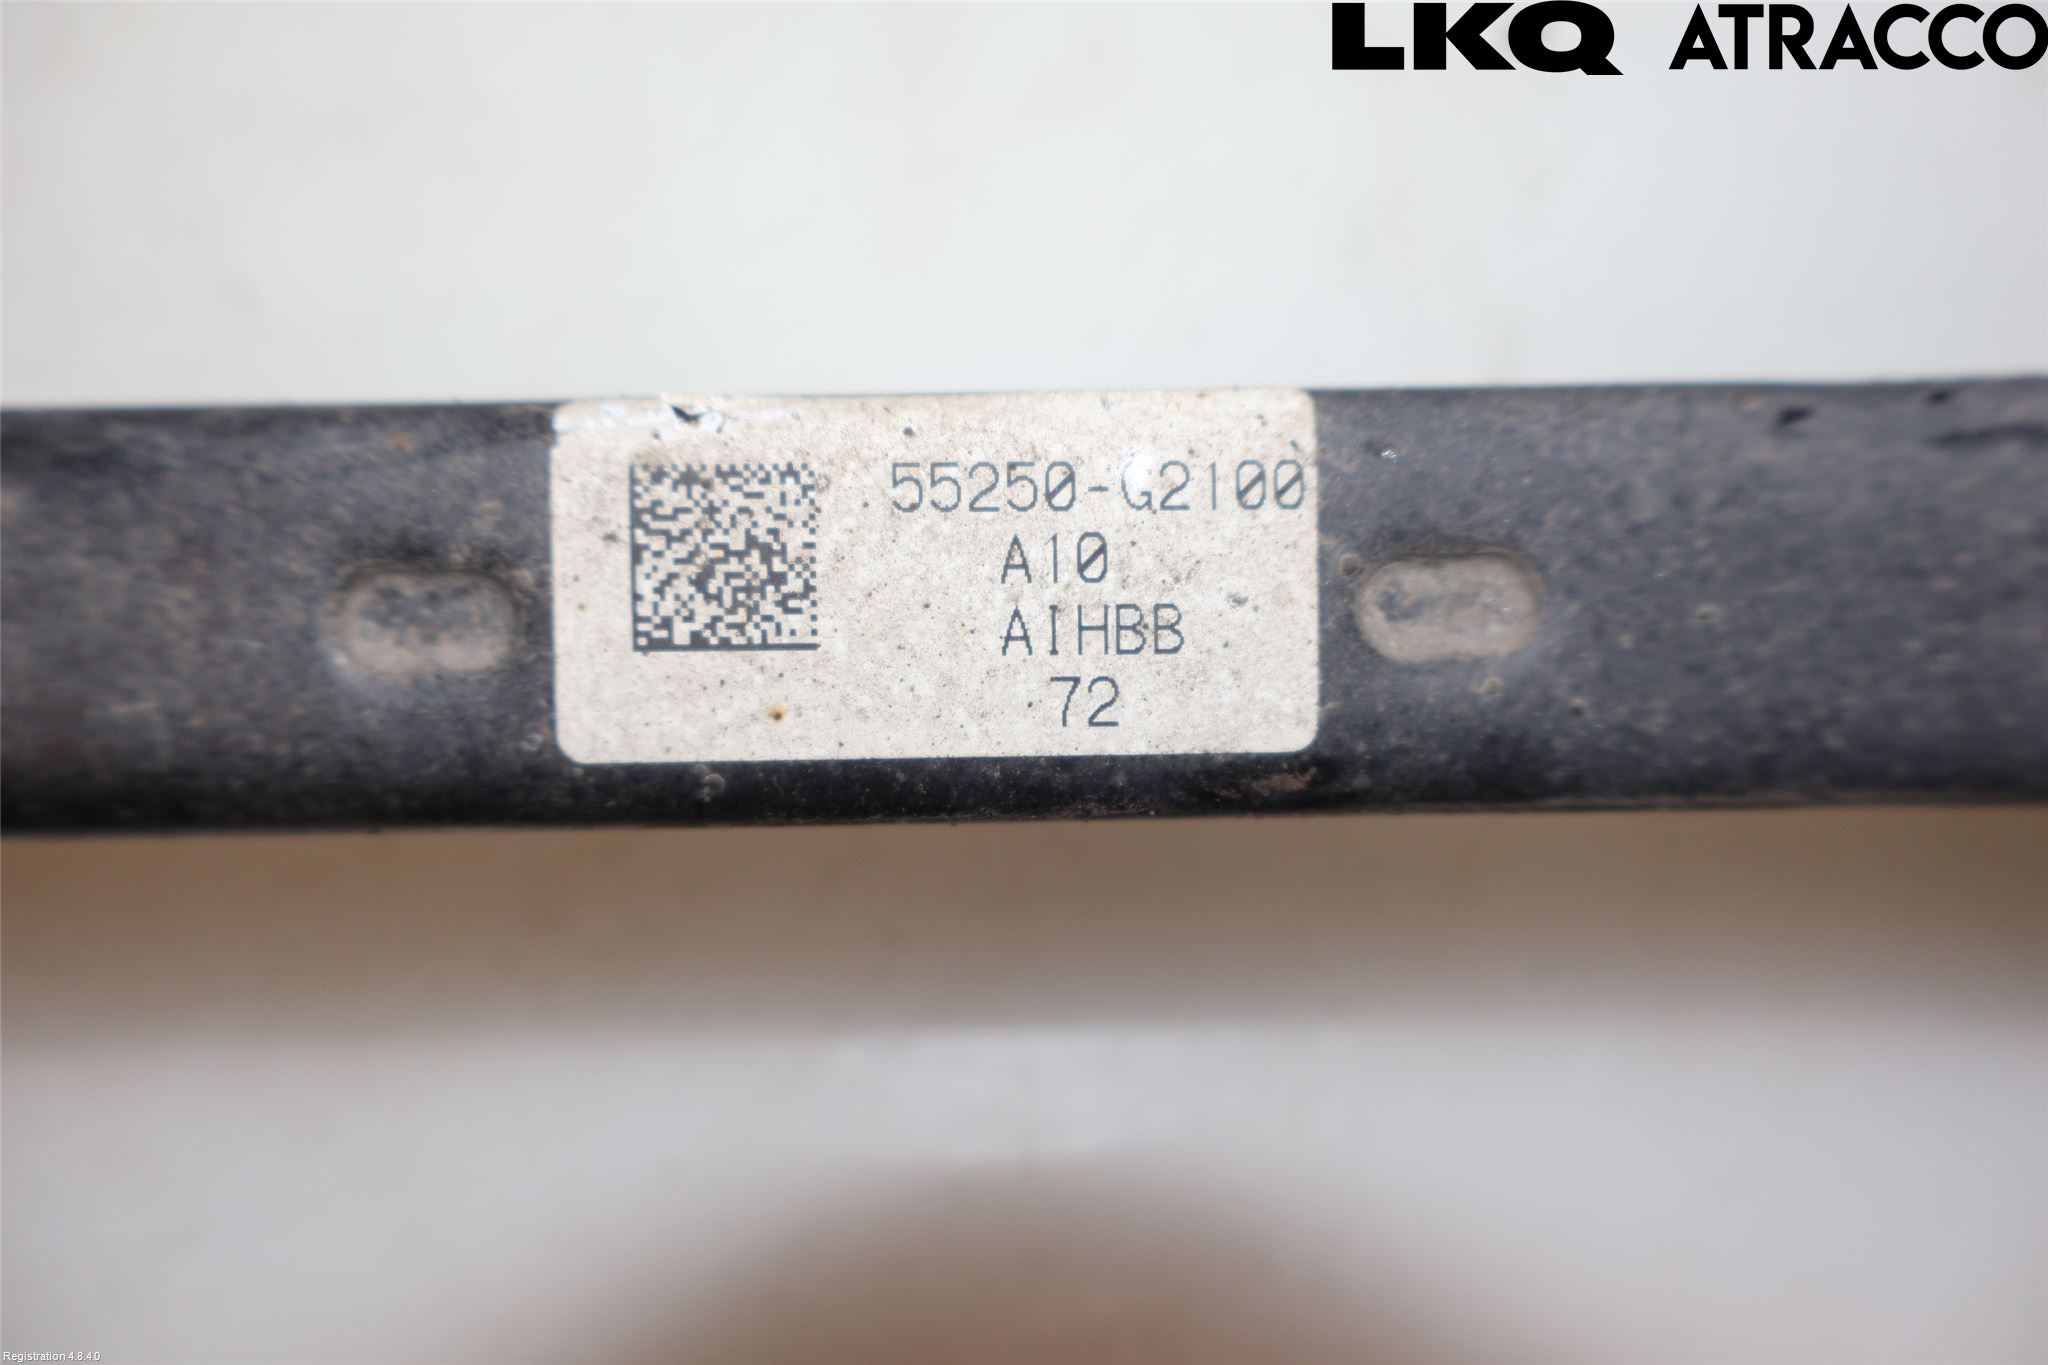 LKQ ATRACCO
55250-G2100
A10
AIHBB
72
Registration 4.8.4.0